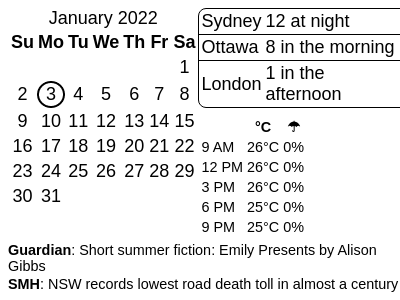 January 2022
Su Mo Tu We Th Fr Sa
1
2 3 4 5 6 7 8
9 10 11 12 13 14 15
16 17 18 19 20 21 22
23 24 25 26 27 28 29
30 31
Sydney 12 at night
Ottawa 8 in the morning
London 1 in the
afternoon
°C ☂
9 AM 26°C 0%
12 PM 26°C 0%
3 PM 26°C 0%
6 PM 25°C 0%
9 PM 25°C 0%
Guardian: Short summer fiction: Emily Presents by Alison
Gibbs
SMH: NSW records lowest road death toll in almost a century